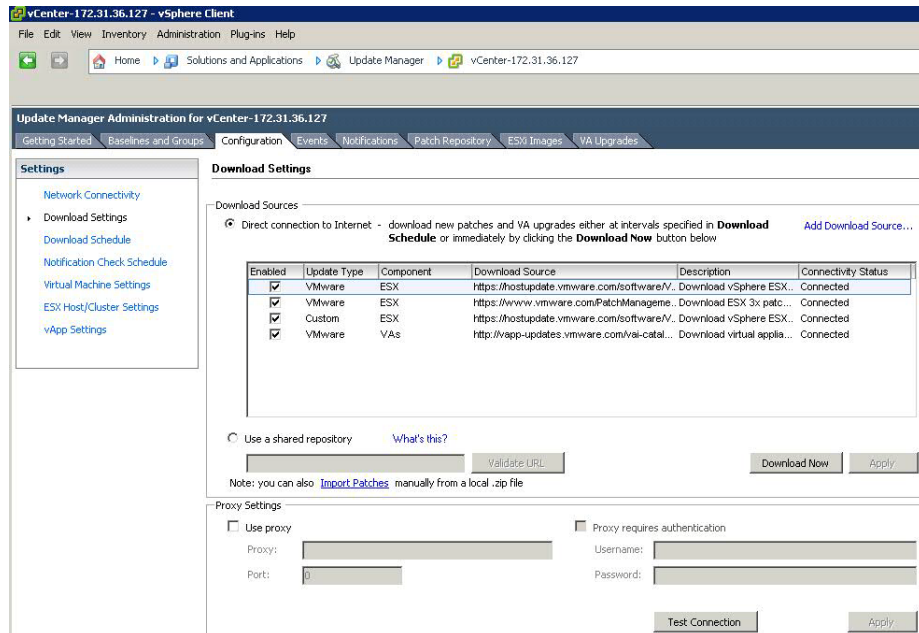 vCenter-172.31.36.127 - vSphere Client
File Edit View Inventory Administration Plug-ins Help
Home Solutions and Applications Update Manager vCenter-172.31.36.127
Update Manager Administration for vCenter-172.31.36.127
Getting Started Baselines and Groups Configuration Events Notifications Patch Repository ESXi Images VA Upgrades
Settings
Network Connectivity
Download Settings
Download Schedule
Notification Check Schedule
Virtual Machine Settings
ESX Host/Cluster Settings
vApp Settings
Download Settings
Download Sources
Direct connection to Internet - download new patches and VA upgrades either at intervals specified in Download
Schedule or immediately by clicking the Download Now button below
Add Download Source...
Enabled Update Type Component Download Source Description Connectivity Status
VMware ESX https://hostupdate.vmware.com/software/V... Download vSphere ESX... Connected
VMware ESX https://www.vmware.com/PatchManageme... Download ESX 3x patc... Connected
Custom ESX https://hostupdate.vmware.com/software/V... Download vSphere ESX... Connected
VMware VAs http://vapp-updates.vmware.com/vai-catal... Download virtual applia... Connected
Use a shared repository What's this?
Validate URL Download Now Apply
Note: you can also Import Patches manually from a local .zip file
Proxy Settings
Use proxy Proxy requires authentication
Proxy: Username:
Port: 0 Password:
Test Connection Apply